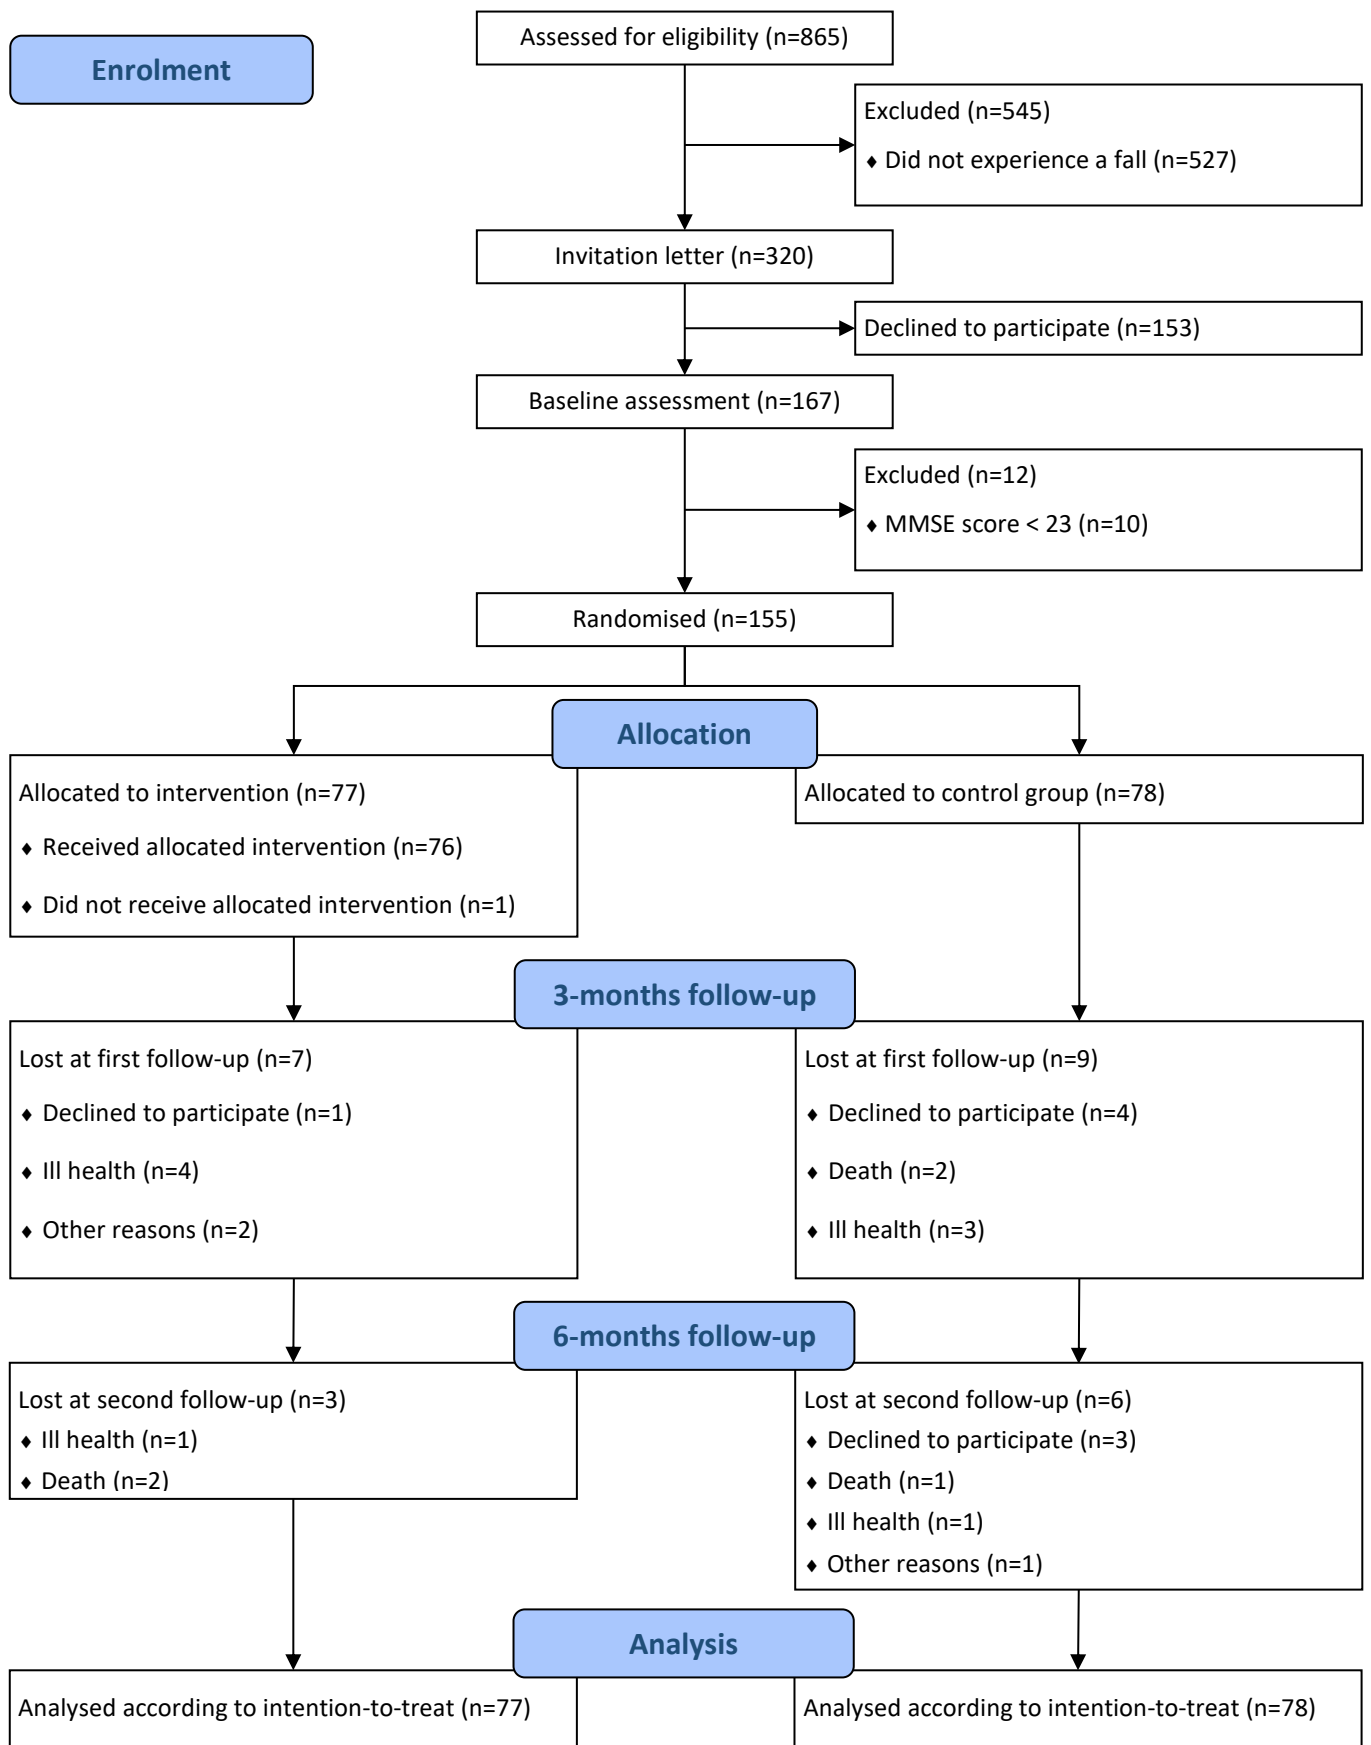 Assessed for eligibility (n=865)
Enrolment
Excluded (n=545)
♦ Did not experience a fall (n=527)
Invitation letter (n=320)
Declined to participate (n=153)
Baseline assessment (n=167)
Excluded (n=12)
♦ MMSE score < 23 (n=10)
Randomised (n=155)
Allocation
Allocated to intervention (n=77)
♦ Received allocated intervention (n=76)
♦ Did not receive allocated intervention (n=1)
Allocated to control group (n=78)
3-months follow-up
Lost at first follow-up (n=7)
♦ Declined to participate (n=1)
♦ Ill health (n=4)
♦ Other reasons (n=2)
Lost at first follow-up (n=9)
♦ Declined to participate (n=4)
♦ Death (n=2)
♦ Ill health (n=3)
6-months follow-up
Lost at second follow-up (n=3)
♦ Ill health (n=1)
♦ Death (n=2)
Lost at second follow-up (n=6)
♦ Declined to participate (n=3)
♦ Death (n=1)
♦ Ill health (n=1)
♦ Other reasons (n=1)
Analysis
Analysed according to intention-to-treat (n=77)
Analysed according to intention-to-treat (n=78)